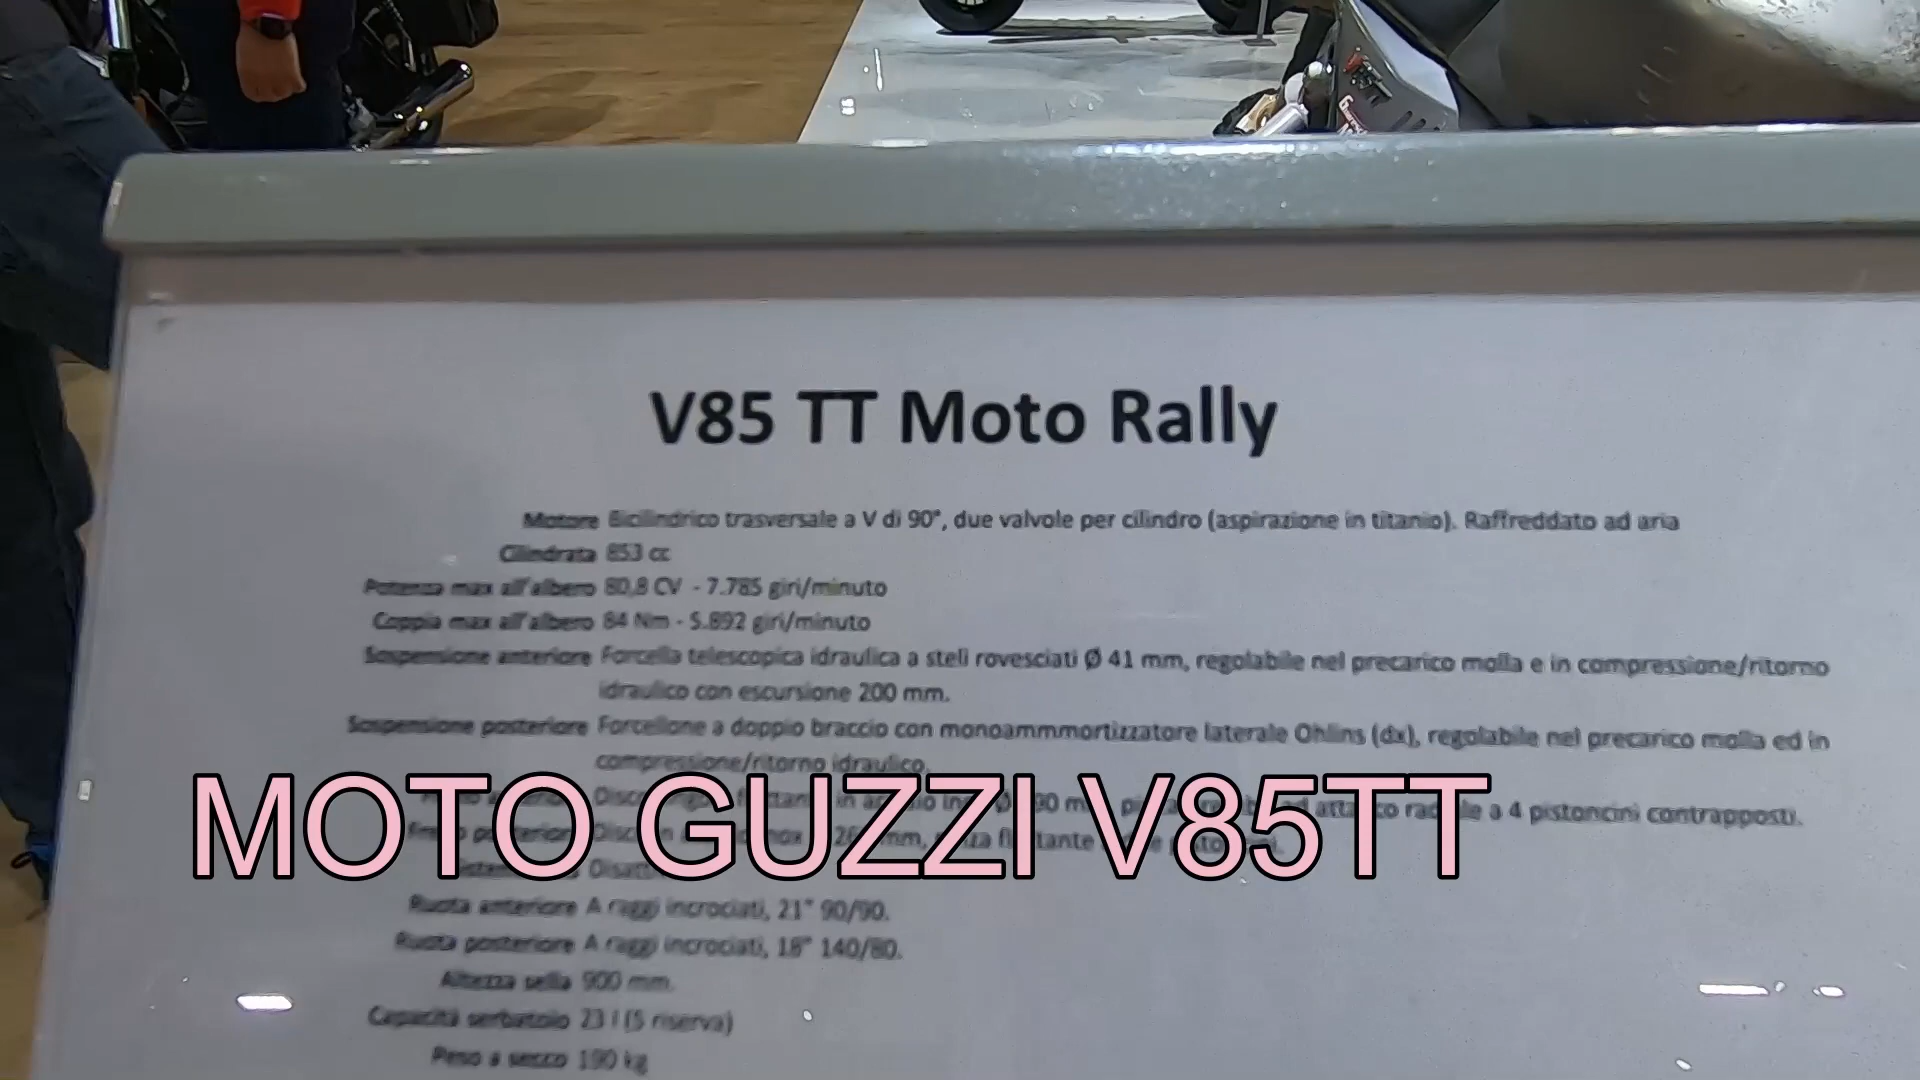 V85 TT Moto Rally
Motore Bicilindrico trasversale a V di 90°, due valvole per cilindro (aspirazione in titanio). Raffreddato ad aria
Cilindrata 853 cc
Potenza max all'albero 80,8 CV - 7.785 giri/minuto
Coppia max all'albero 84 Nm - 5.892 giri/minuto
Sospensione anteriore Forcella telescopica idraulica a steli rovesciati Ø 41 mm, regolabile nel precarico molla e in compressione/ritorno
idraulico con escursione 200 mm.
Sospensione posteriore Forcellone a doppio braccio con monoammmortizzatore laterale Ohlins (dx), regolabile nel precarico molla ed in
compressione/ritorno idraulico.
a 4 pistoncini contrapposti.
MOTO GUZZI V85TT
Ruota anteriore A raggi incrociati, 21" 90/90.
Ruota posteriore A raggi incrociati, 18" 140/80.
Altezza sella 900 mm.
Capacità serbatoio 23 l (5 riserva)
Peso a secco 190 kg